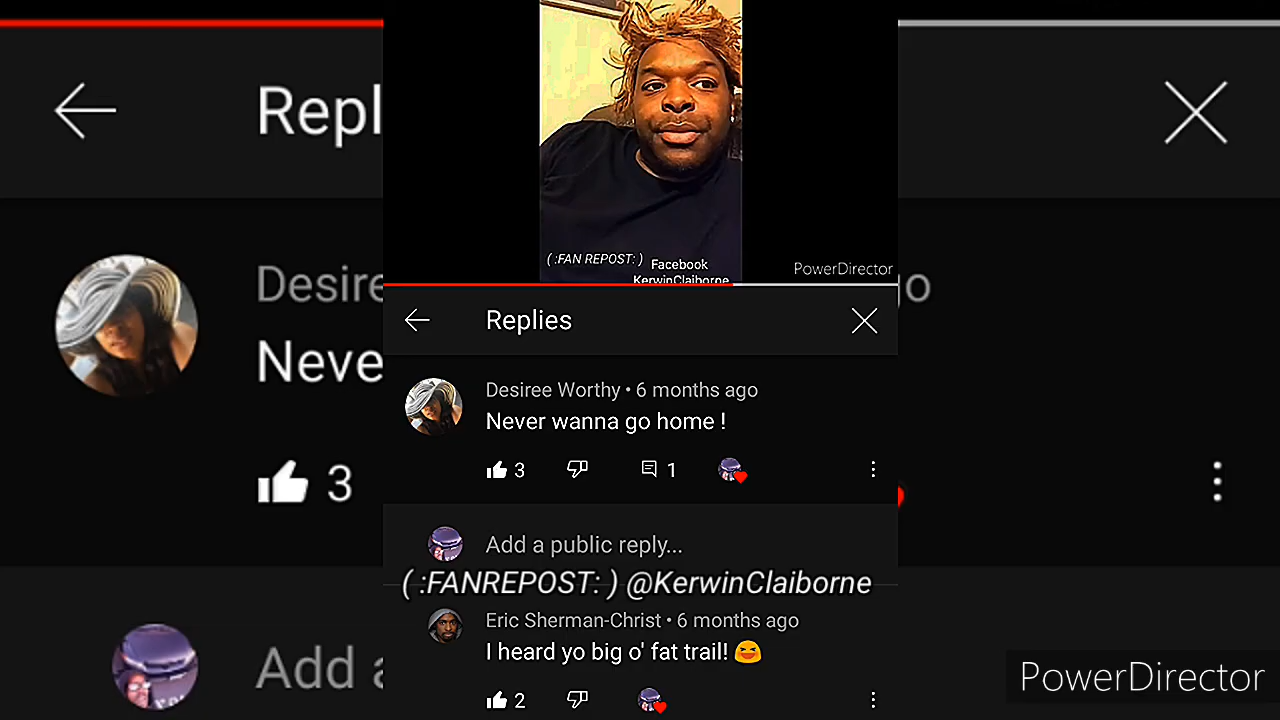 Repl
Desire
go
Neve
3
Add a
( :FAN REPOST: )
Facebook
KerwinClaiborne
PowerDirector
Replies
Desiree Worthy • 6 months ago
Never wanna go home !
3
1
Add a public reply...
( :FANREPOST: ) @KerwinClaiborne
Eric Sherman-Christ • 6 months ago
I heard yo big o' fat trail! 😆
2
PowerDirector